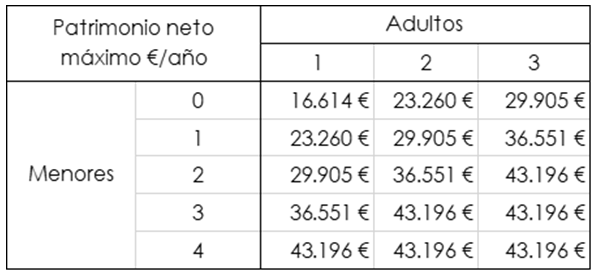 Patrimonio neto
máximo €/año
Adultos
1 2 3
0 16.614 € 23.260 € 29.905 €
1 23.260 € 29.905 € 36.551 €
Menores 2 29.905 € 36.551 € 43.196 €
3 36.551 € 43.196 € 43.196 €
4 43.196 € 43.196 € 43.196 €